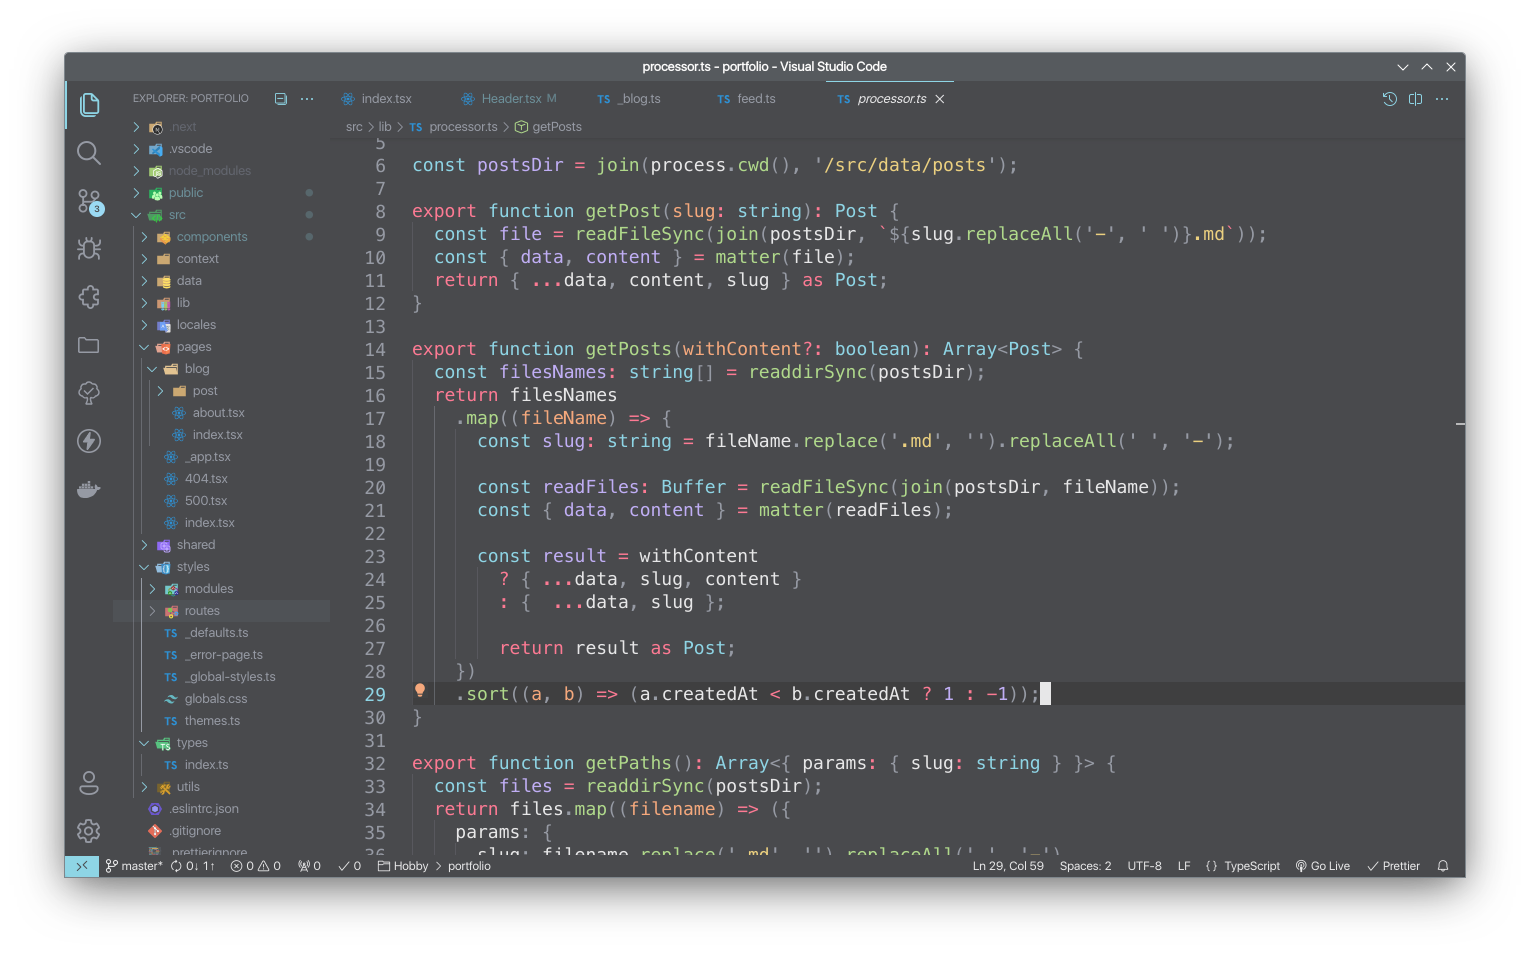 processor.ts - portfolio - Visual Studio Code
EXPLORER: PORTFOLIO
index.tsx
Header.tsx M
TS _blog.ts
TS feed.ts
TS processor.ts
src > lib > TS processor.ts > getPosts
.next
.vscode
node_modules
public
src
components
context
data
lib
locales
pages
blog
post
about.tsx
index.tsx
_app.tsx
404.tsx
500.tsx
index.tsx
shared
styles
modules
routes
TS _defaults.ts
TS _error-page.ts
TS _global-styles.ts
globals.css
TS themes.ts
types
TS index.ts
utils
.eslintrc.json
.gitignore
.prettierignore
3
5
6 const postsDir = join(process.cwd(), '/src/data/posts');
7
8 export function getPost(slug: string): Post {
9 const file = readFileSync(join(postsDir, `${slug.replaceAll('-', ' ')}.md`));
10 const { data, content } = matter(file);
11 return { ...data, content, slug } as Post;
12 }
13
14 export function getPosts(withContent?: boolean): Array<Post> {
15 const filesNames: string[] = readdirSync(postsDir);
16 return filesNames
17 .map((fileName) => {
18 const slug: string = fileName.replace('.md', '').replaceAll(' ', '-');
19
20 const readFiles: Buffer = readFileSync(join(postsDir, fileName));
21 const { data, content } = matter(readFiles);
22
23 const result = withContent
24 ? { ...data, slug, content }
25 : {  ...data, slug };
26
27 return result as Post;
28 })
29 .sort((a, b) => (a.createdAt < b.createdAt ? 1 : -1));
30 }
31
32 export function getPaths(): Array<{ params: { slug: string } }> {
33 const files = readdirSync(postsDir);
34 return files.map((filename) => ({
35 params: {
36 slug: filename.replace('.md', '').replaceAll(' ', '-')
master* 0↓ 1↑ 0 0 0 0 Hobby > portfolio Ln 29, Col 59 Spaces: 2 UTF-8 LF {} TypeScript Go Live Prettier